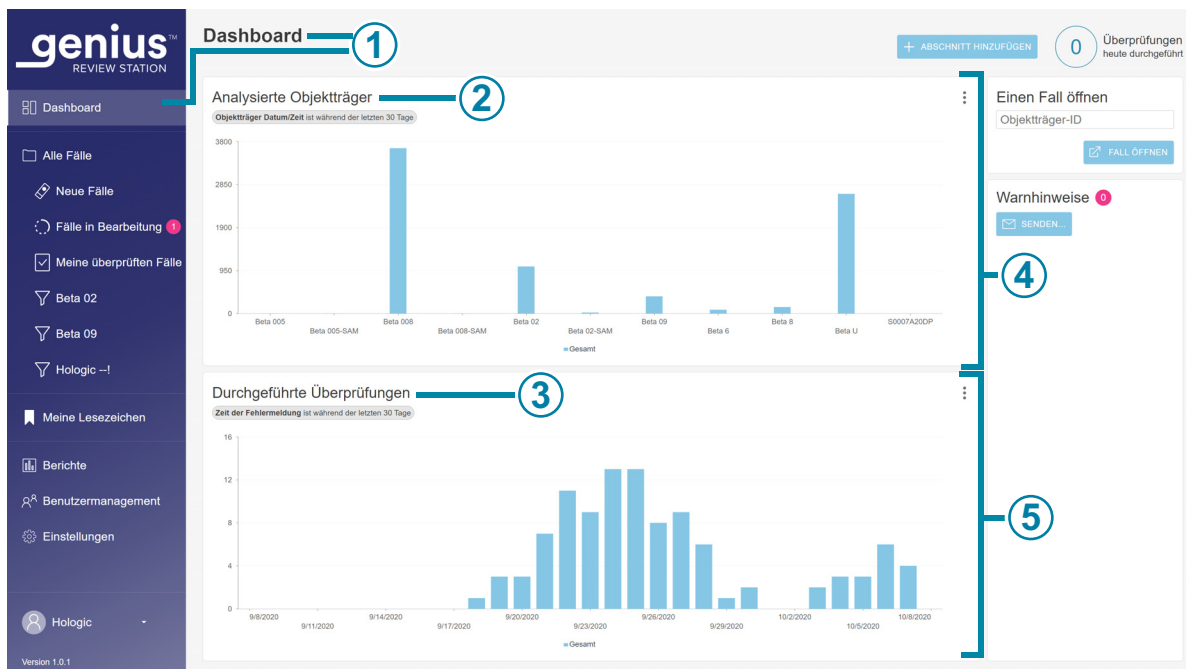 genius™
REVIEW STATION
Dashboard
Alle Fälle
Neue Fälle
Fälle in Bearbeitung 1
Meine überprüften Fälle
Beta 02
Beta 09
Hologic --!
Meine Lesezeichen
Berichte
Benutzermanagement
Einstellungen
Hologic
Version 1.0.1
Dashboard
1
+ ABSCHNITT HINZUFÜGEN
0
Überprüfungen
heute durchgeführt
Analysierte Objektträger
2
Objektträger Datum/Zeit ist während der letzten 30 Tage
3800
2850
1900
950
0
Beta 005
Beta 005-SAM
Beta 008
Beta 008-SAM
Beta 02
Beta 02-SAM
Beta 09
Beta 6
Beta 8
Beta U
S0007A20DP
Gesamt
4
Durchgeführte Überprüfungen
3
Zeit der Fehlermeldung ist während der letzten 30 Tage
16
12
8
4
0
9/8/2020
9/11/2020
9/14/2020
9/17/2020
9/20/2020
9/23/2020
9/26/2020
9/29/2020
10/2/2020
10/5/2020
10/8/2020
Gesamt
5
Einen Fall öffnen
Objektträger-ID
FALL ÖFFNEN
Warnhinweise 0
SENDEN...